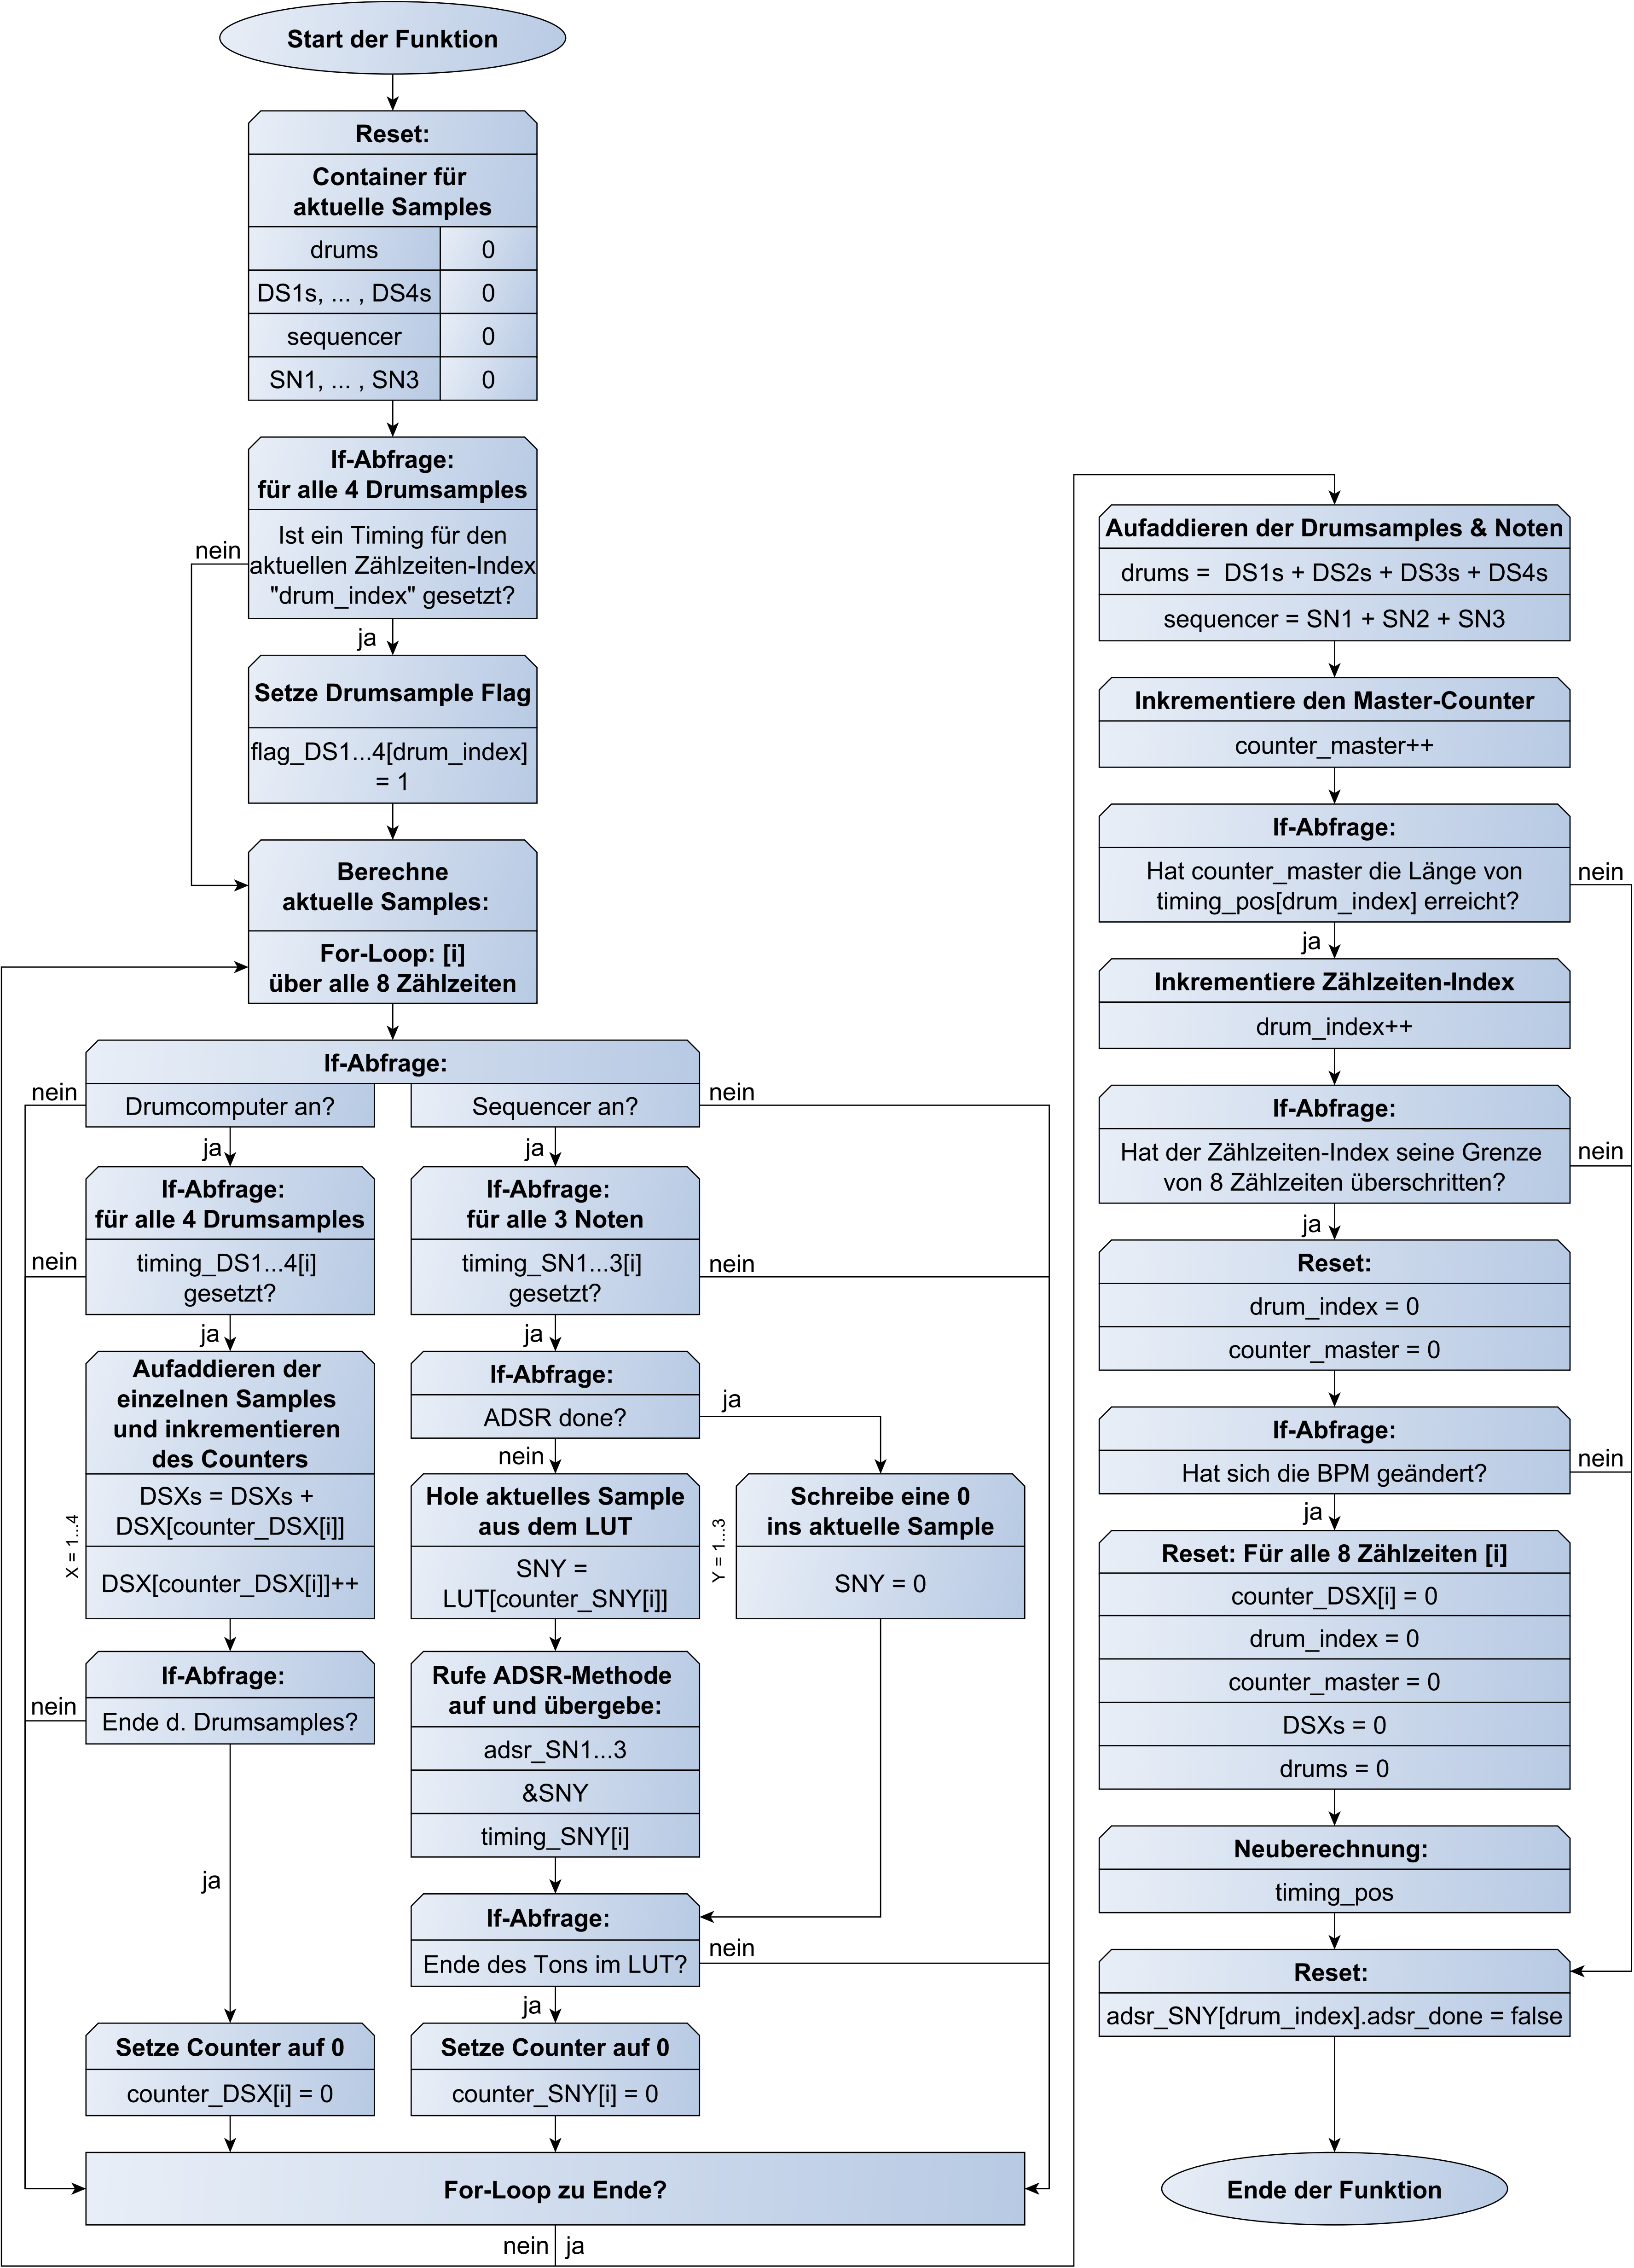 Start der Funktion
Reset:
Container für
aktuelle Samples
drums 0
DS1s, ... , DS4s 0
sequencer 0
SN1, ... , SN3 0
If-Abfrage:
für alle 4 Drumsamples
Ist ein Timing für den
aktuellen Zählzeiten-Index
"drum_index" gesetzt?
nein
ja
Setze Drumsample Flag
flag_DS1...4[drum_index]
= 1
Berechne
aktuelle Samples:
For-Loop: [i]
über alle 8 Zählzeiten
If-Abfrage:
nein
Drumcomputer an?
Sequencer an?
nein
ja
ja
If-Abfrage:
für alle 4 Drumsamples
nein
timing_DS1...4[i]
gesetzt?
ja
Aufaddieren der
einzelnen Samples
und inkrementieren
des Counters
X = 1...4
DSXs = DSXs +
DSX[counter_DSX[i]]
DSX[counter_DSX[i]]++
If-Abfrage:
nein
Ende d. Drumsamples?
ja
Setze Counter auf 0
counter_DSX[i] = 0
If-Abfrage:
für alle 3 Noten
timing_SN1...3[i]
gesetzt?
nein
ja
If-Abfrage:
ADSR done?
ja
nein
Hole aktuelles Sample
aus dem LUT
SNY =
LUT[counter_SNY[i]]
Y = 1...3
Schreibe eine 0
ins aktuelle Sample
SNY = 0
Rufe ADSR-Methode
auf und übergebe:
adsr_SN1...3
&SNY
timing_SNY[i]
If-Abfrage:
Ende des Tons im LUT?
nein
ja
Setze Counter auf 0
counter_SNY[i] = 0
For-Loop zu Ende?
nein
ja
Aufaddieren der Drumsamples & Noten
drums = DS1s + DS2s + DS3s + DS4s
sequencer = SN1 + SN2 + SN3
Inkrementiere den Master-Counter
counter_master++
If-Abfrage:
Hat counter_master die Länge von
timing_pos[drum_index] erreicht?
nein
ja
Inkrementiere Zählzeiten-Index
drum_index++
If-Abfrage:
Hat der Zählzeiten-Index seine Grenze
von 8 Zählzeiten überschritten?
nein
ja
Reset:
drum_index = 0
counter_master = 0
If-Abfrage:
Hat sich die BPM geändert?
nein
ja
Reset: Für alle 8 Zählzeiten [i]
counter_DSX[i] = 0
drum_index = 0
counter_master = 0
DSXs = 0
drums = 0
Neuberechnung:
timing_pos
Reset:
adsr_SNY[drum_index].adsr_done = false
Ende der Funktion